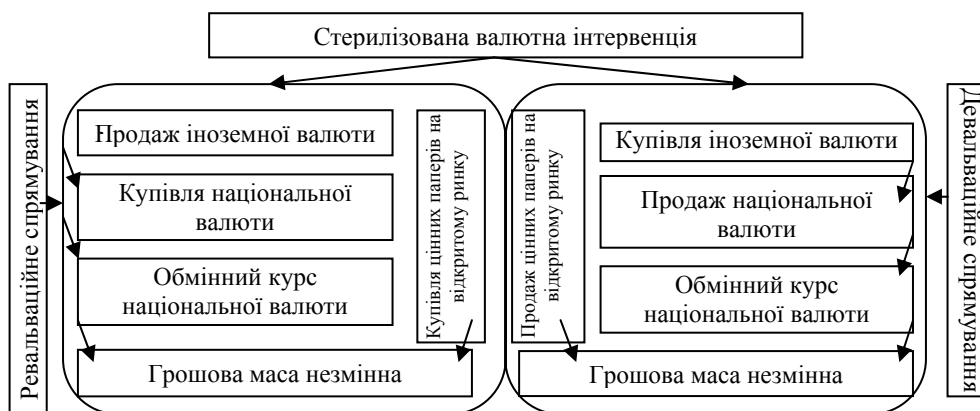 Стерилізована валютна інтервенція
Ревальваційне спрямування
Продаж іноземної валюти
Купівля національної
валюти
Обмінний курс
національної валюти
Грошова маса незмінна
Купівля цінних паперів на
відкритому ринку
Продаж цінних паперів на
відкритому ринку
Купівля іноземної валюти
Продаж національної
валюти
Обмінний курс
національної валюти
Грошова маса незмінна
Девальваційне спрямування